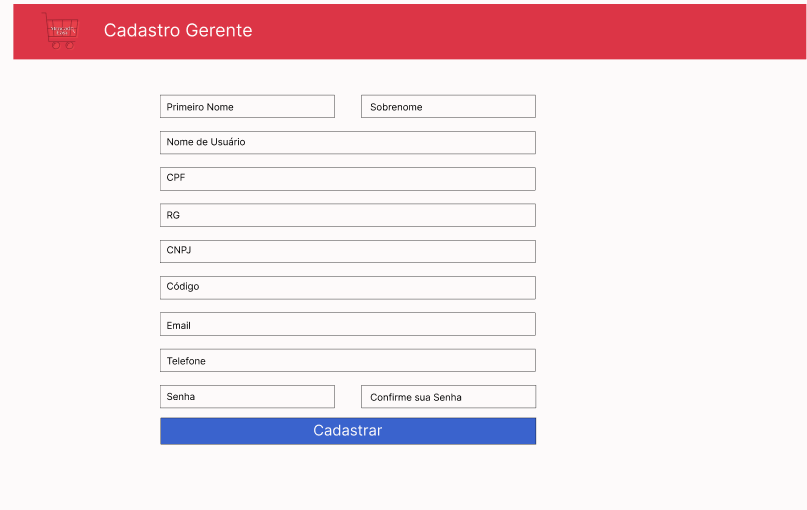 Cadastro Gerente
Primeiro Nome
Sobrenome
Nome de Usuário
CPF
RG
CNPJ
Código
Email
Telefone
Senha
Confirme sua Senha
Cadastrar